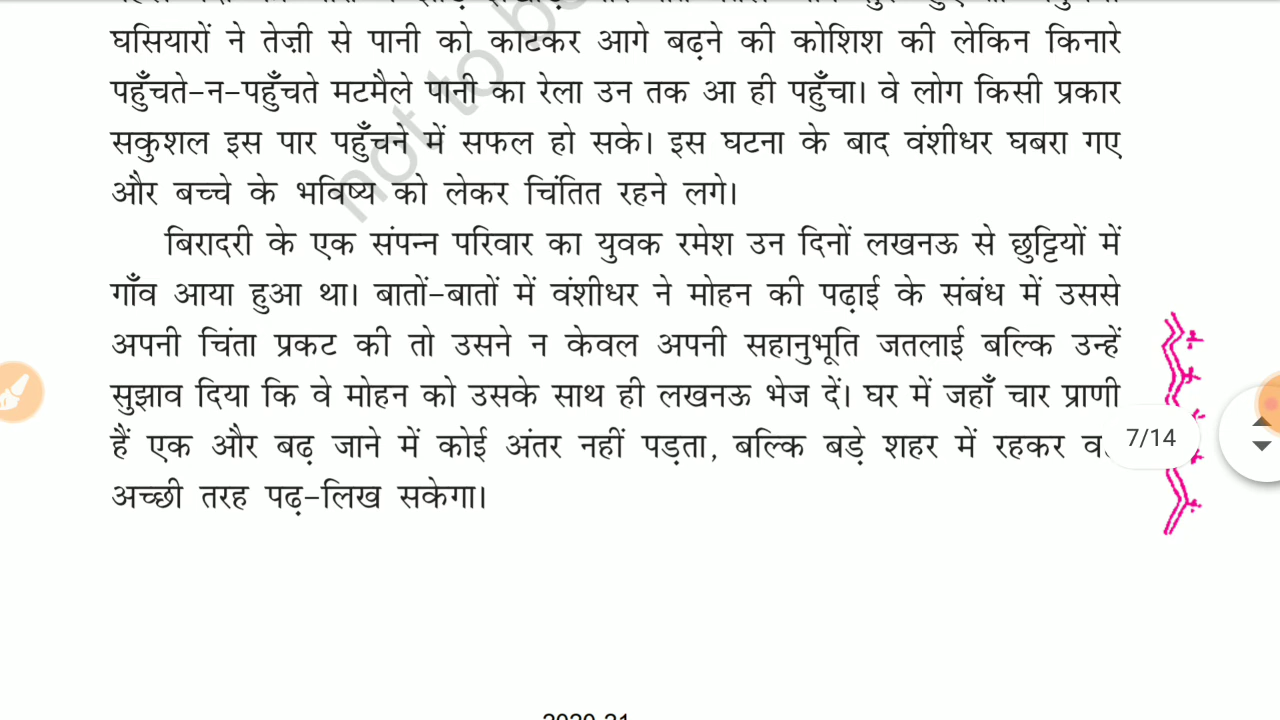 घसियारों ने तेज़ी से पानी को काटकर आगे बढ़ने की कोशिश की लेकिन किनारे
पहुँचते-न-पहुँचते मटमैले पानी का रेला उन तक आ ही पहुँचा। वे लोग किसी प्रकार
सकुशल इस पार पहुँचने में सफल हो सके। इस घटना के बाद वंशीधर घबरा गए
और बच्चे के भविष्य को लेकर चिंतित रहने लगे।
बिरादरी के एक संपन्न परिवार का युवक रमेश उन दिनों लखनऊ से छुट्टियों में
गाँव आया हुआ था। बातों-बातों में वंशीधर ने मोहन की पढ़ाई के संबंध में उससे
अपनी चिंता प्रकट की तो उसने न केवल अपनी सहानुभूति जतलाई बल्कि उन्हें
सुझाव दिया कि वे मोहन को उसके साथ ही लखनऊ भेज दें। घर में जहाँ चार प्राणी
हैं एक और बढ़ जाने में कोई अंतर नहीं पड़ता, बल्कि बड़े शहर में रहकर
अच्छी तरह पढ़-लिख सकेगा।
7/14
not to be